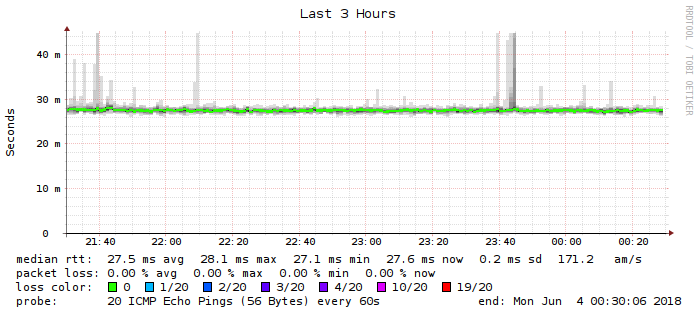 Last 3 Hours
RRDTOOL / TOBI OETIKER
Seconds
40 m
30 m
20 m
10 m
0
21:40 22:00 22:20 22:40 23:00 23:20 23:40 00:00 00:20
median rtt: 27.5 ms avg 28.1 ms max 27.1 ms min 27.6 ms now 0.2 ms sd 171.2 am/s
packet loss: 0.00 % avg 0.00 % max 0.00 % min 0.00 % now
loss color: 0 1/20 2/20 3/20 4/20 10/20 19/20
probe: 20 ICMP Echo Pings (56 Bytes) every 60s end: Mon Jun 4 00:30:06 2018